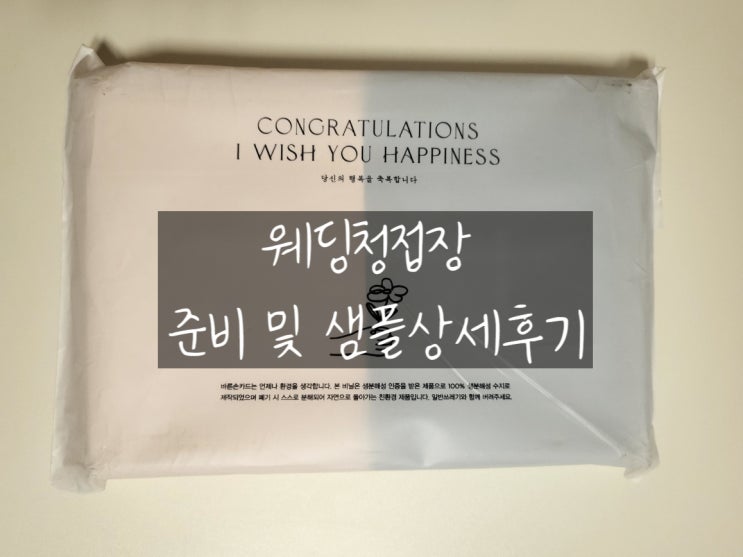 CONGRATULATIONS
I WISH YOU HAPPINESS
당신의 행복을 축복합니다
웨딩청접장
준비 및 샘플상세후기
바른손카드는 언제나 환경을 생각합니다. 본 비닐은 생분해성 인증을 받은 제품으로 100% 생분해성 수지로
제작되었으며 폐기 시 스스로 분해되어 자연으로 돌아가는 친환경 제품입니다. 일반쓰레기와 함께 버려주세요.